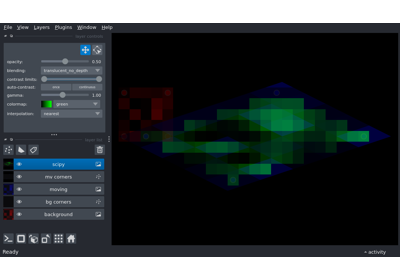 File View Layers Plugins Window Help
opacity: 0.50
blending: translucent_no_depth
contrast limits:
auto-contrast: once continuous
gamma: 1.00
colormap: green
interpolation: nearest
scipy
mv corners
moving
bg corners
background
Ready
activity